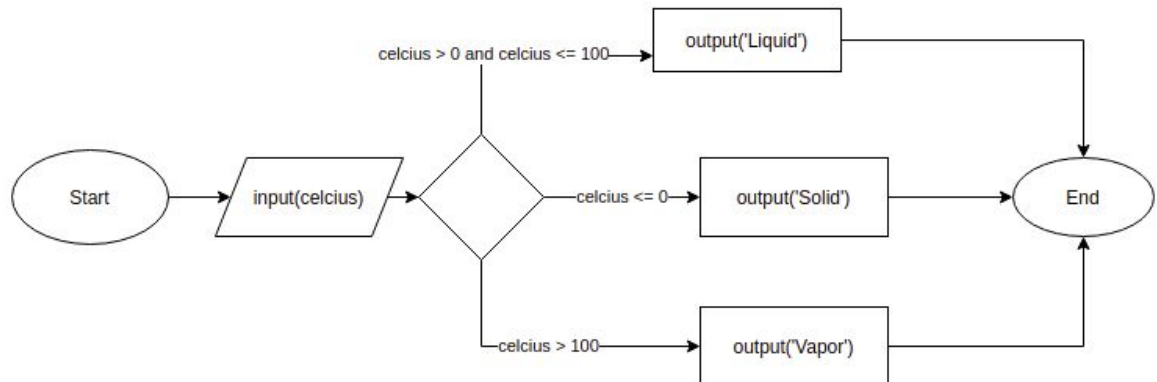 output('Liquid')
celcius > 0 and celcius <= 100
Start
input(celcius)
celcius <= 0
output('Solid')
End
celcius > 100
output('Vapor')